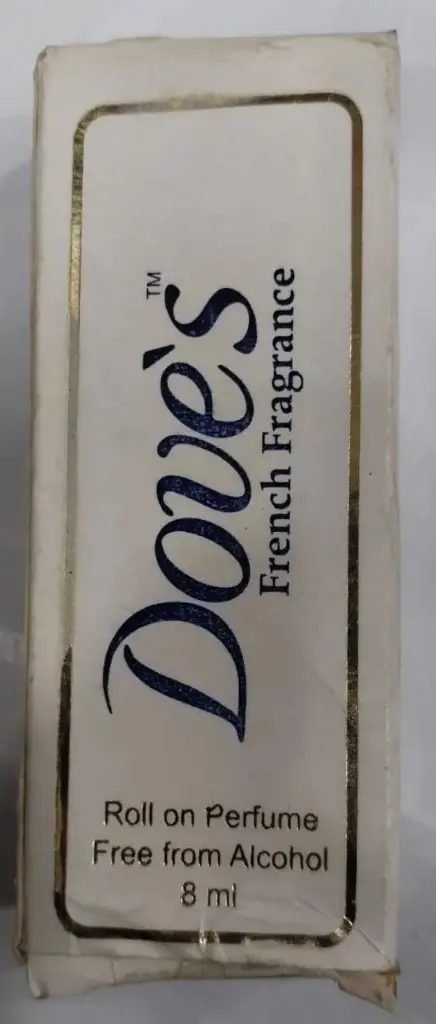 Dove's™
French Fragrance
Roll on Perfume
Free from Alcohol
8 ml